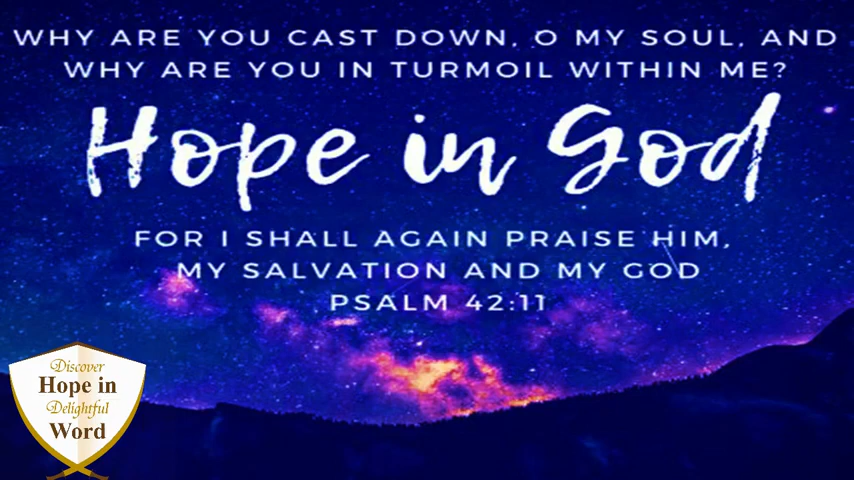 WHY ARE YOU CAST DOWN, O MY SOUL, AND
WHY ARE YOU IN TURMOIL WITHIN ME?
Hope in God
FOR I SHALL AGAIN PRAISE HIM,
MY SALVATION AND MY GOD
PSALM 42:11
Discover
Hope in
Delightful
Word